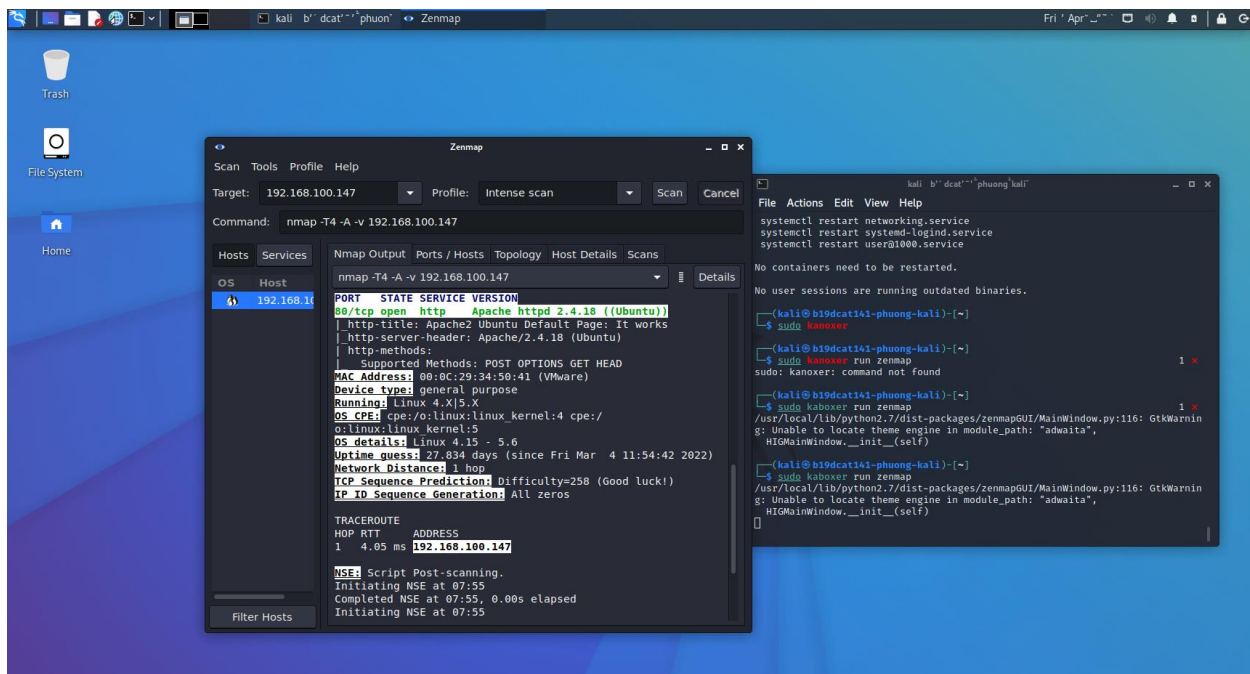 kali
Zenmap
Fri
Apr
Trash
File System
Home
Zenmap
Scan Tools Profile Help
Target: 192.168.100.147 Profile: Intense scan Scan Cancel
Command: nmap -T4 -A -v 192.168.100.147
Hosts Services
Nmap Output Ports / Hosts Topology Host Details Scans
OS Host
192.168.10
nmap -T4 -A -v 192.168.100.147 Details
PORT STATE SERVICE VERSION
80/tcp open http Apache httpd 2.4.18 ((Ubuntu))
|_http-title: Apache2 Ubuntu Default Page: It works
|_http-server-header: Apache/2.4.18 (Ubuntu)
| http-methods:
|_ Supported Methods: POST OPTIONS GET HEAD
MAC Address: 00:0C:29:34:50:41 (VMware)
Device type: general purpose
Running: Linux 4.X|5.X
OS CPE: cpe:/o:linux:linux_kernel:4 cpe:/
o:linux:linux_kernel:5
OS details: Linux 4.15 - 5.6
Uptime guess: 27.834 days (since Fri Mar 4 11:54:42 2022)
Network Distance: 1 hop
TCP Sequence Prediction: Difficulty=258 (Good luck!)
IP ID Sequence Generation: All zeros
TRACEROUTE
HOP RTT ADDRESS
1 4.05 ms 192.168.100.147
NSE: Script Post-scanning.
Initiating NSE at 07:55
Completed NSE at 07:55, 0.00s elapsed
Initiating NSE at 07:55
Filter Hosts
kali
File Actions Edit View Help
systemctl restart networking.service
systemctl restart systemd-logind.service
systemctl restart user@1000.service
No containers need to be restarted.
No user sessions are running outdated binaries.
(kali㉿b19dcat141-phuong-kali)-[~]
$ sudo kanoxer
(kali㉿b19dcat141-phuong-kali)-[~]
$ sudo kanoxer run zenmap 1 ⨯
sudo: kanoxer: command not found
(kali㉿b19dcat141-phuong-kali)-[~]
$ sudo kaboxer run zenmap 1 ⨯
/usr/local/lib/python2.7/dist-packages/zenmapGUI/MainWindow.py:116: GtkWarnin
g: Unable to locate theme engine in module_path: "adwaita",
HIGMainWindow.__init__(self)
(kali㉿b19dcat141-phuong-kali)-[~]
$ sudo kaboxer run zenmap
/usr/local/lib/python2.7/dist-packages/zenmapGUI/MainWindow.py:116: GtkWarnin
g: Unable to locate theme engine in module_path: "adwaita",
HIGMainWindow.__init__(self)